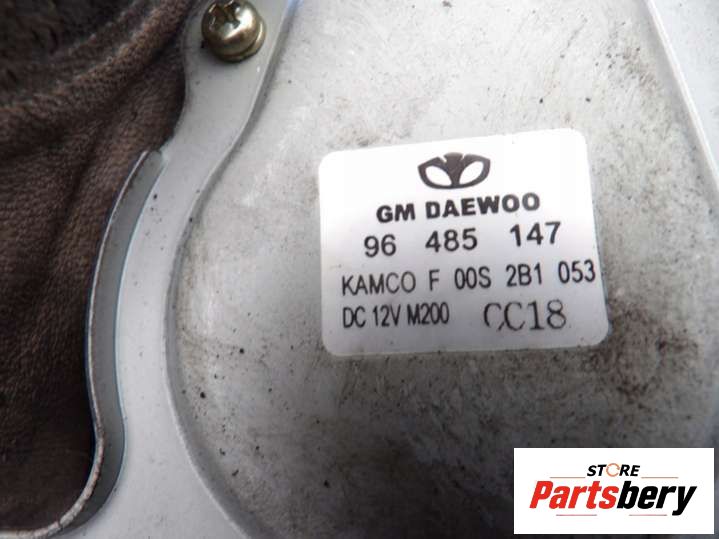 GM DAEWOO
96 485 147
KAMCO F 00S 2B1 053
DC 12V M200 CC18
STORE
Partsbery